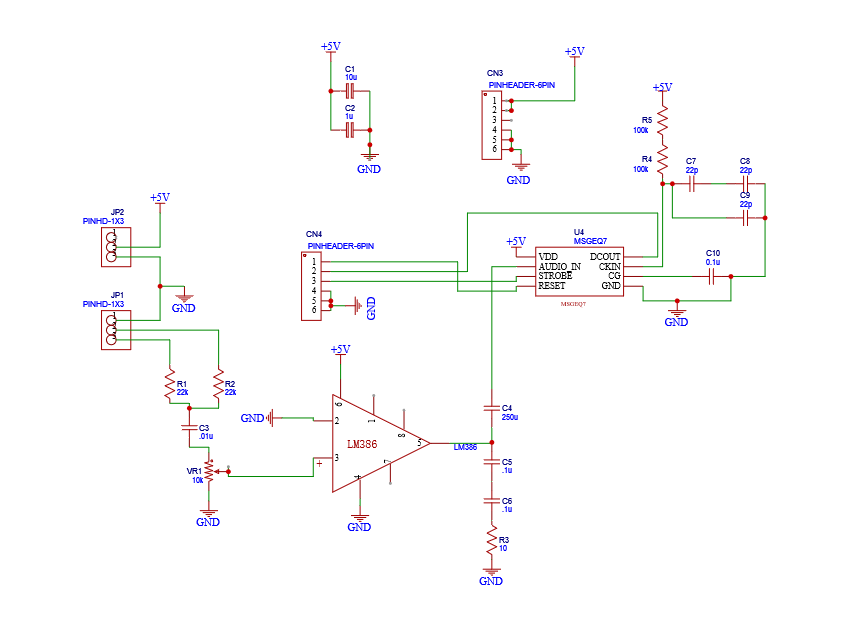 +5V
C1
10u
C2
1u
GND
CN3
PINHEADER-6PIN
1
2
3
4
5
6
+5V
GND
+5V
R5
100k
R4
100k
C7
22p
C8
22p
C9
22p
C10
0.1u
GND
+5V
JP2
PINHD-1X3
1
2
3
GND
JP1
PINHD-1X3
1
2
3
R1
22k
R2
22k
C3
.01u
VR1
10k
GND
CN4
PINHEADER-6PIN
1
2
3
4
5
6
GND
+5V
U4
MSGEQ7
VDD
AUDIO_IN
STROBE
RESET
DCOUT
CKIN
CG
GND
MSGEQ7
+5V
GND
6
1
8
2
LM386
5
3
+
7
4
GND
LM386
C4
250u
C5
.1u
C6
.1u
R3
10
GND